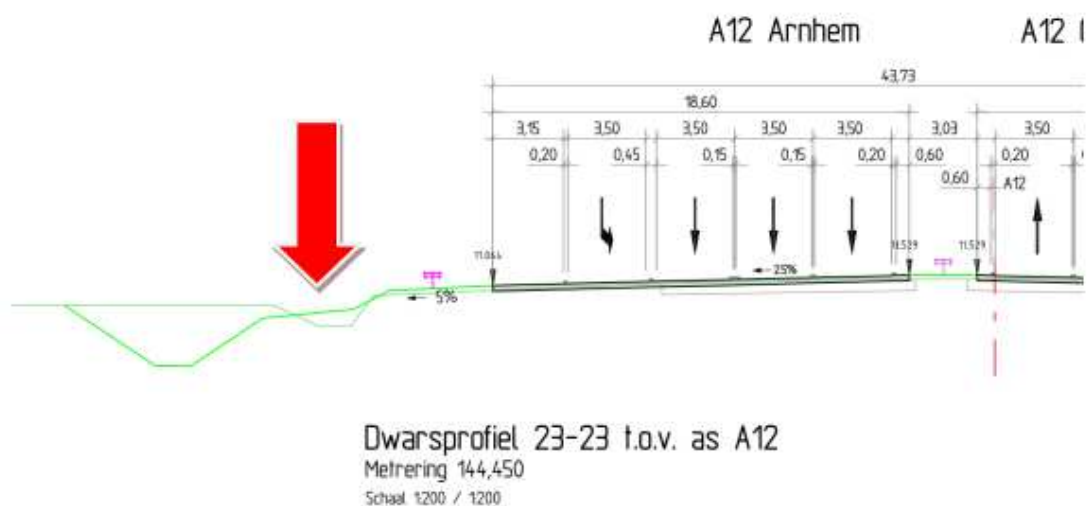 A12 Arnhem A12
43,73
18,60
3,15 3,50 3,50 3,50 3,50 3,03 3,50
0,20 0,45 0,15 0,15 0,20 0,60 0,20
0,60 A12
11.529 11.529
25%
5%
Dwarsprofiel 23-23 t.o.v. as A12
Metrering 144,450
Schaal 1:200 / 1:200